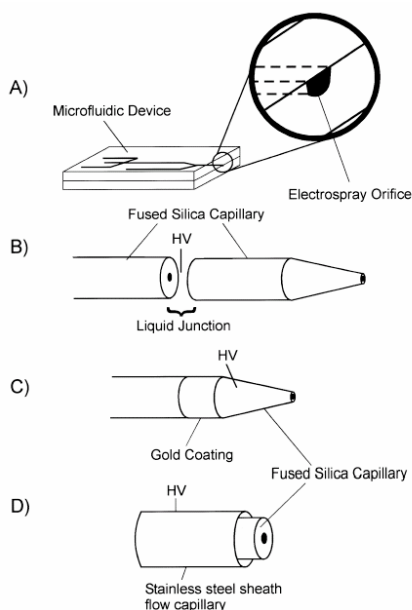 A)
Microfluidic Device
Electrospray Orifice
Fused Silica Capillary
B)
HV
Liquid Junction
C)
HV
Gold Coating
Fused Silica Capillary
D)
HV
Stainless steel sheath
flow capillary